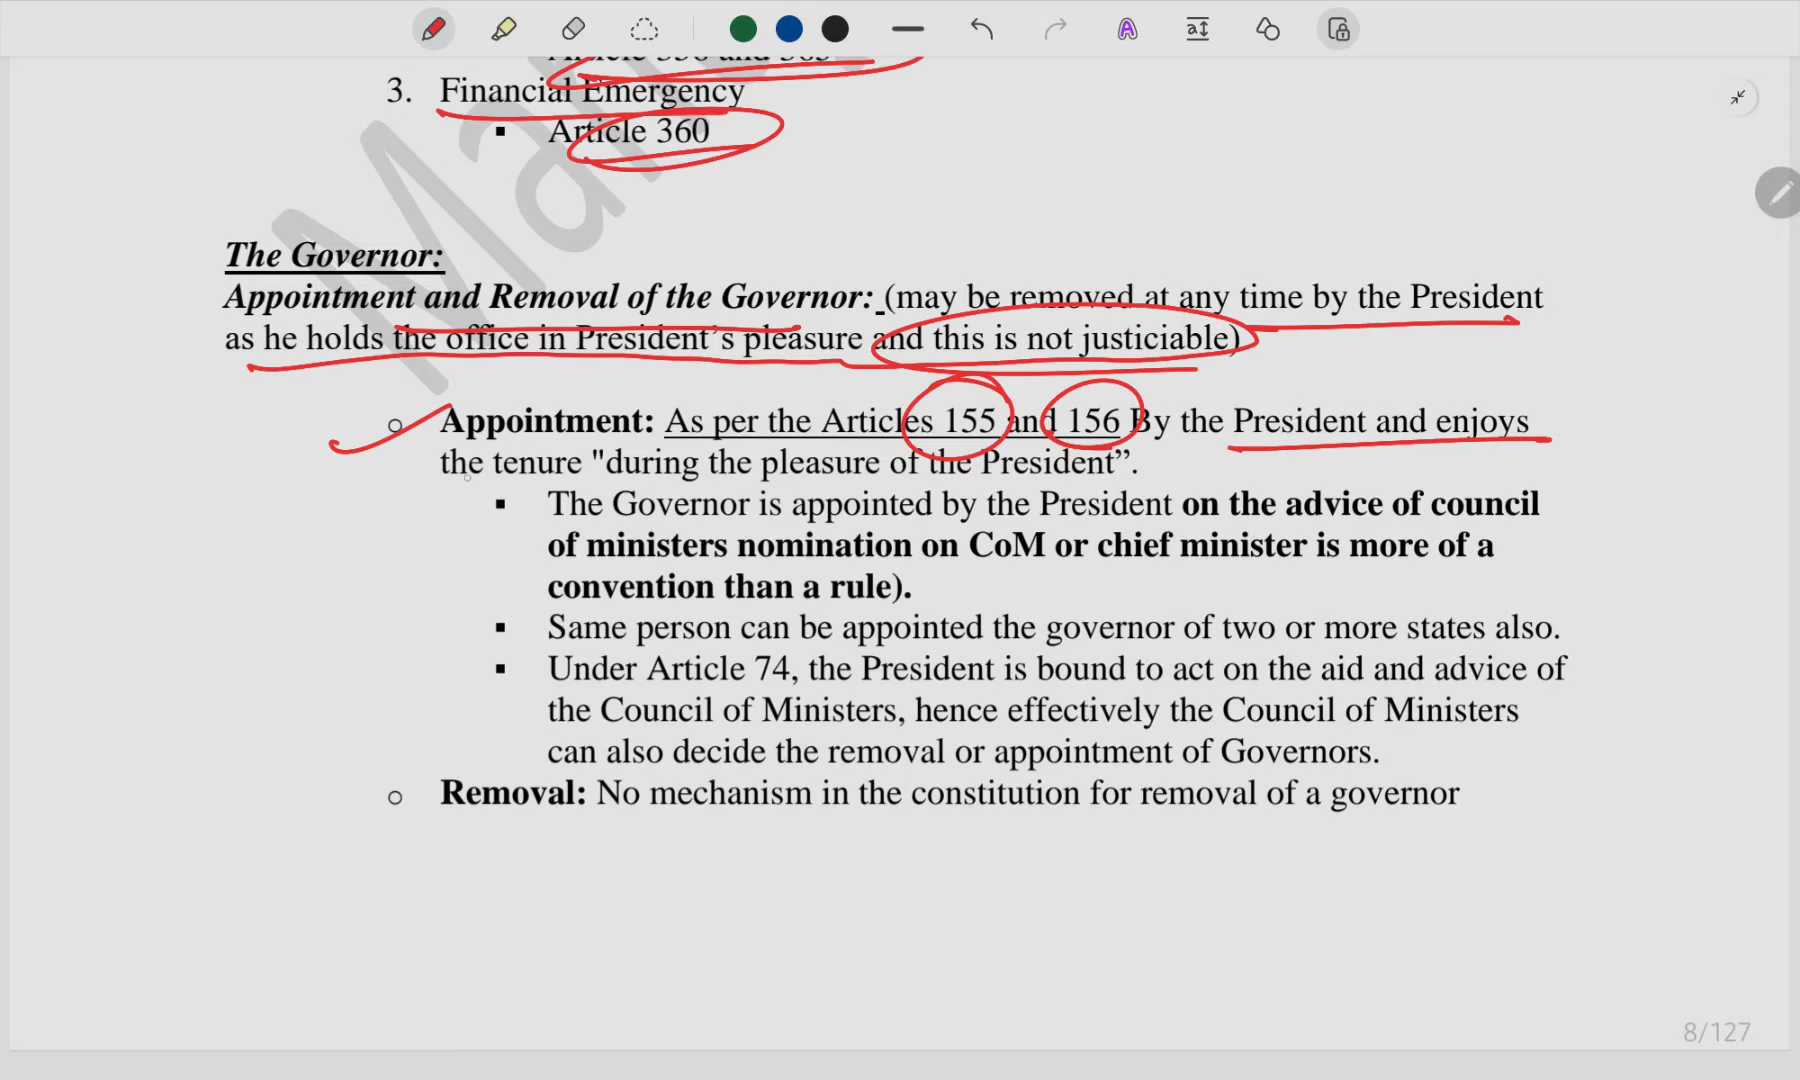 3. Financial Emergency
▪ Article 360
The Governor:
Appointment and Removal of the Governor: (may be removed at any time by the President
as he holds the office in President's pleasure and this is not justiciable)
o Appointment: As per the Articles 155 and 156 By the President and enjoys
the tenure "during the pleasure of the President”.
▪ The Governor is appointed by the President on the advice of council
of ministers nomination on CoM or chief minister is more of a
convention than a rule).
▪ Same person can be appointed the governor of two or more states also.
▪ Under Article 74, the President is bound to act on the aid and advice of
the Council of Ministers, hence effectively the Council of Ministers
can also decide the removal or appointment of Governors.
o Removal: No mechanism in the constitution for removal of a governor
8/127